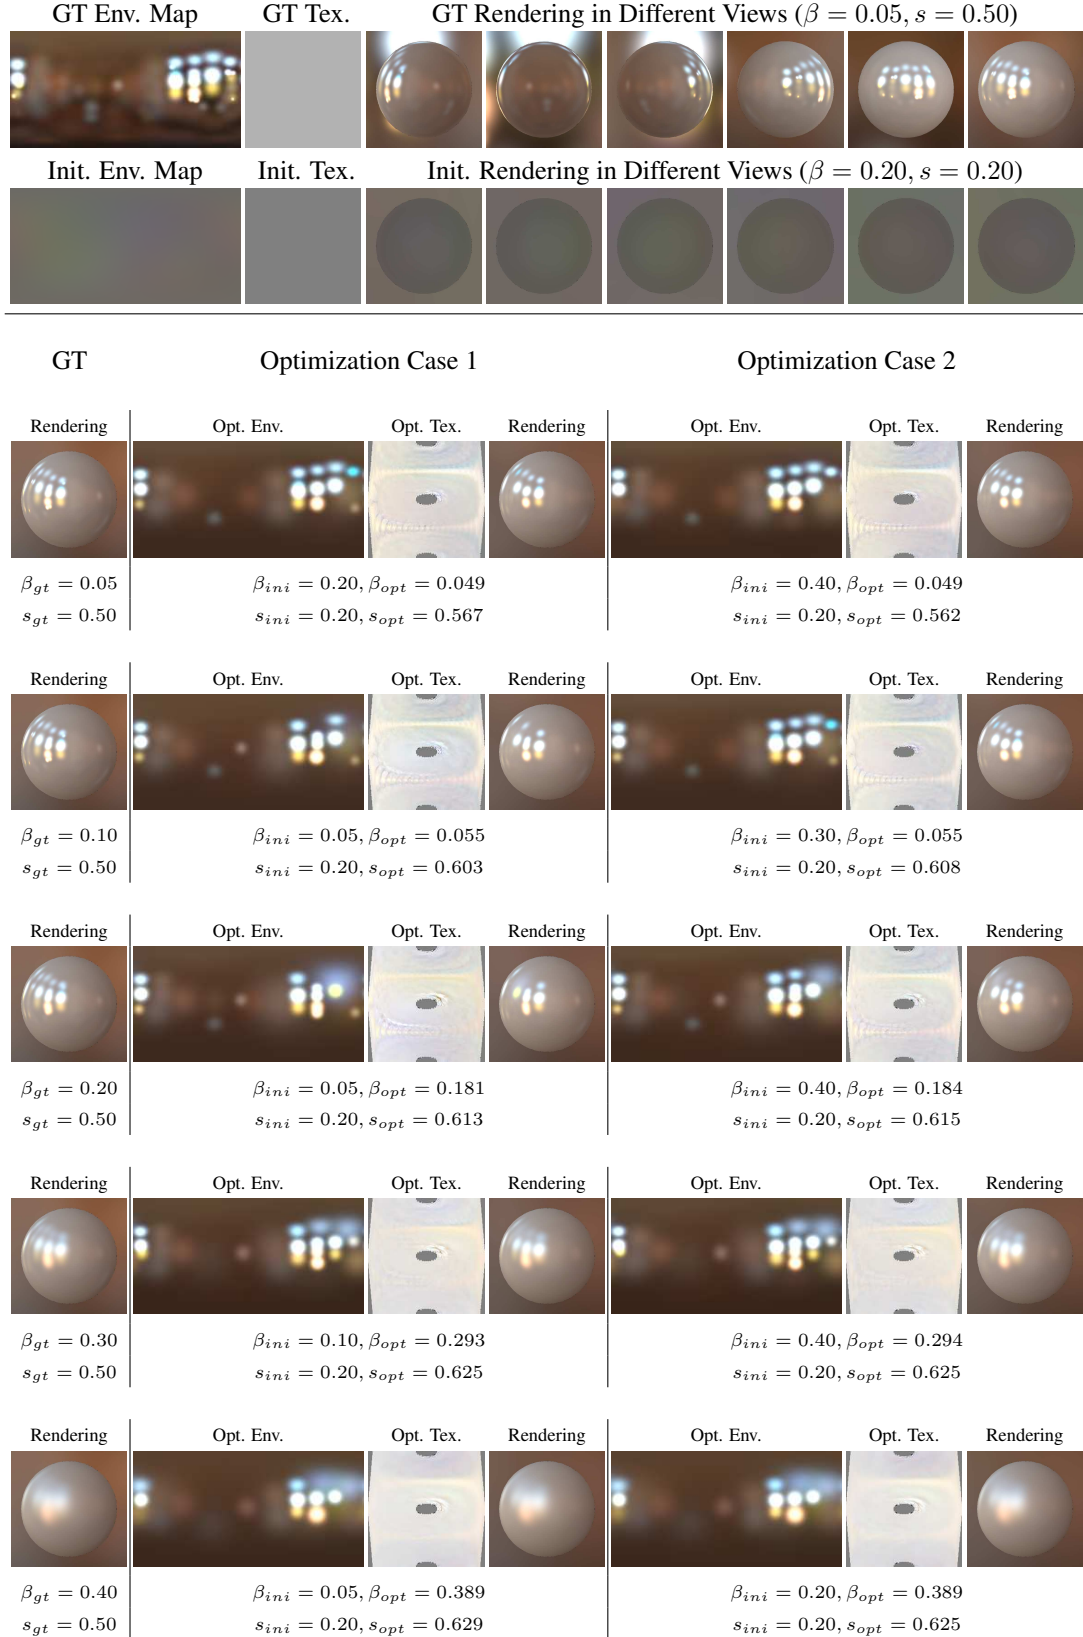 GT Env. Map GT Tex. GT Rendering in Different Views (β = 0.05, s = 0.50)
Init. Env. Map Init. Tex. Init. Rendering in Different Views (β = 0.20, s = 0.20)
GT Optimization Case 1 Optimization Case 2
Rendering Opt. Env. Opt. Tex. Rendering Opt. Env. Opt. Tex. Rendering
β_gt = 0.05 β_ini = 0.20, β_opt = 0.049 β_ini = 0.40, β_opt = 0.049
s_gt = 0.50 s_ini = 0.20, s_opt = 0.567 s_ini = 0.20, s_opt = 0.562
Rendering Opt. Env. Opt. Tex. Rendering Opt. Env. Opt. Tex. Rendering
β_gt = 0.10 β_ini = 0.05, β_opt = 0.055 β_ini = 0.30, β_opt = 0.055
s_gt = 0.50 s_ini = 0.20, s_opt = 0.603 s_ini = 0.20, s_opt = 0.608
Rendering Opt. Env. Opt. Tex. Rendering Opt. Env. Opt. Tex. Rendering
β_gt = 0.20 β_ini = 0.05, β_opt = 0.181 β_ini = 0.40, β_opt = 0.184
s_gt = 0.50 s_ini = 0.20, s_opt = 0.613 s_ini = 0.20, s_opt = 0.615
Rendering Opt. Env. Opt. Tex. Rendering Opt. Env. Opt. Tex. Rendering
β_gt = 0.30 β_ini = 0.10, β_opt = 0.293 β_ini = 0.40, β_opt = 0.294
s_gt = 0.50 s_ini = 0.20, s_opt = 0.625 s_ini = 0.20, s_opt = 0.625
Rendering Opt. Env. Opt. Tex. Rendering Opt. Env. Opt. Tex. Rendering
β_gt = 0.40 β_ini = 0.05, β_opt = 0.389 β_ini = 0.20, β_opt = 0.389
s_gt = 0.50 s_ini = 0.20, s_opt = 0.629 s_ini = 0.20, s_opt = 0.625